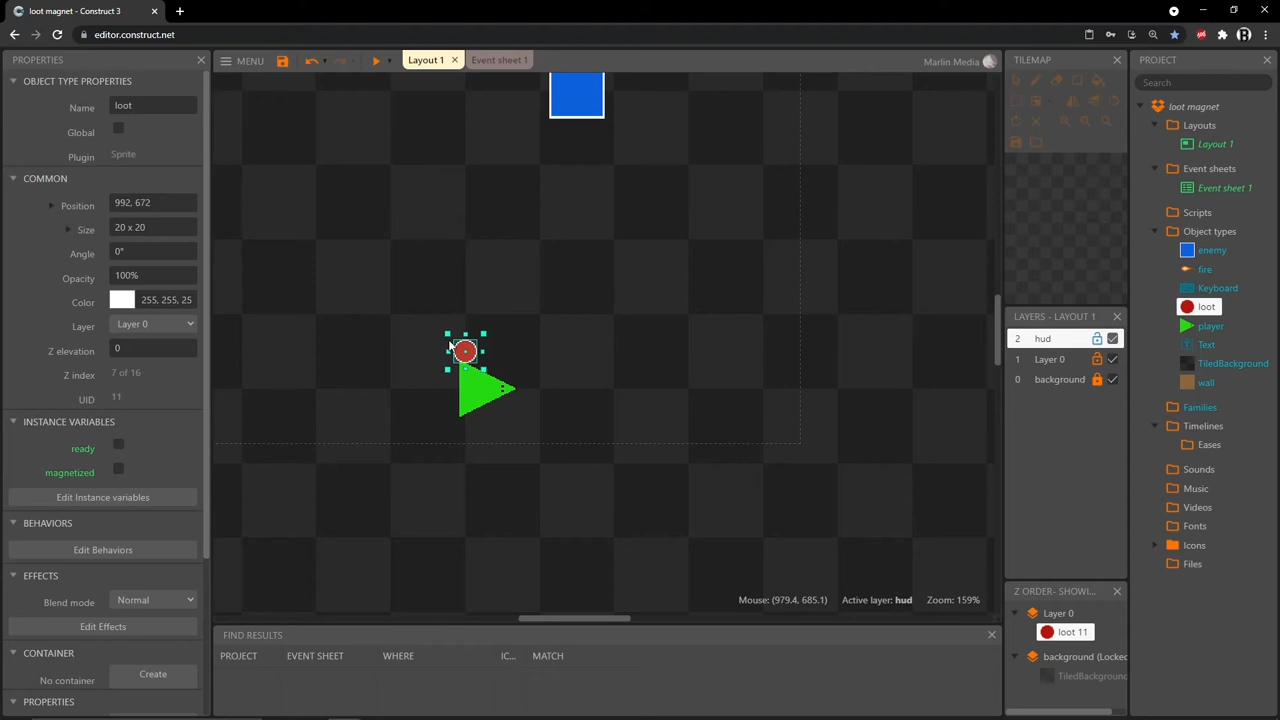 loot magnet - Construct 3
editor.construct.net
PROPERTIES
OBJECT TYPE PROPERTIES
Name loot
Global
Plugin Sprite
COMMON
Position 992, 672
Size 20 x 20
Angle 0°
Opacity 100%
Color 255, 255, 25
Layer Layer 0
Z elevation 0
Z index 7 of 16
UID 11
INSTANCE VARIABLES
ready
magnetized
Edit Instance variables
BEHAVIORS
Edit Behaviors
EFFECTS
Blend mode Normal
Edit Effects
CONTAINER
No container Create
PROPERTIES
MENU
Layout 1
Event sheet 1
Marlin Media
Mouse: (979.4, 685.1) Active layer: hud Zoom: 159%
FIND RESULTS
PROJECT EVENT SHEET WHERE IC... MATCH
TILEMAP
LAYERS - LAYOUT 1
2 hud
1 Layer 0
0 background
Z ORDER- SHOWI...
Layer 0
loot 11
background (Locked
TiledBackground
PROJECT
Search
loot magnet
Layouts
Layout 1
Event sheets
Event sheet 1
Scripts
Object types
enemy
fire
Keyboard
loot
player
Text
TiledBackground
wall
Families
Timelines
Eases
Sounds
Music
Videos
Fonts
Icons
Files